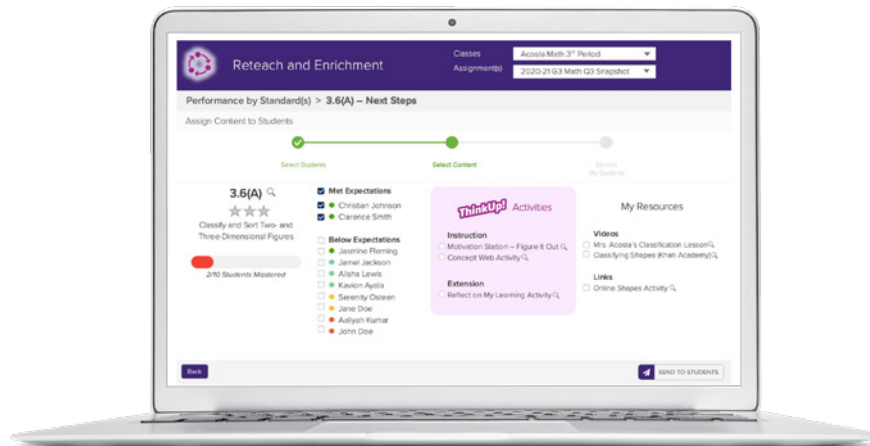 Reteach and Enrichment
Classes
Acosta Math 3rd Period
Assignment(s)
2020-21 G3 Math Q3 Snapshot
Performance by Standard(s) > 3.6(A) – Next Steps
Assign Content to Students
Select Students
Select Content
Send to
My Students
3.6(A)
Classify and Sort Two- and
Three-Dimensional Figures
2/10 Students Mastered
Met Expectations
Christian Johnson
Clarence Smith
Below Expectations
Jasmine Fleming
Jamel Jackson
Alisha Lewis
Kavion Ayala
Serenity Osteen
Jane Doe
Aaliyah Kumar
John Doe
ThinkUp! Activities
Instruction
Motivation Station – Figure It Out
Concept Web Activity
Extension
Reflect on My Learning Activity
My Resources
Videos
Mrs. Acosta's Classification Lesson
Classifying Shapes (Khan Academy)
Links
Online Shapes Activity
Back
SEND TO STUDENTS